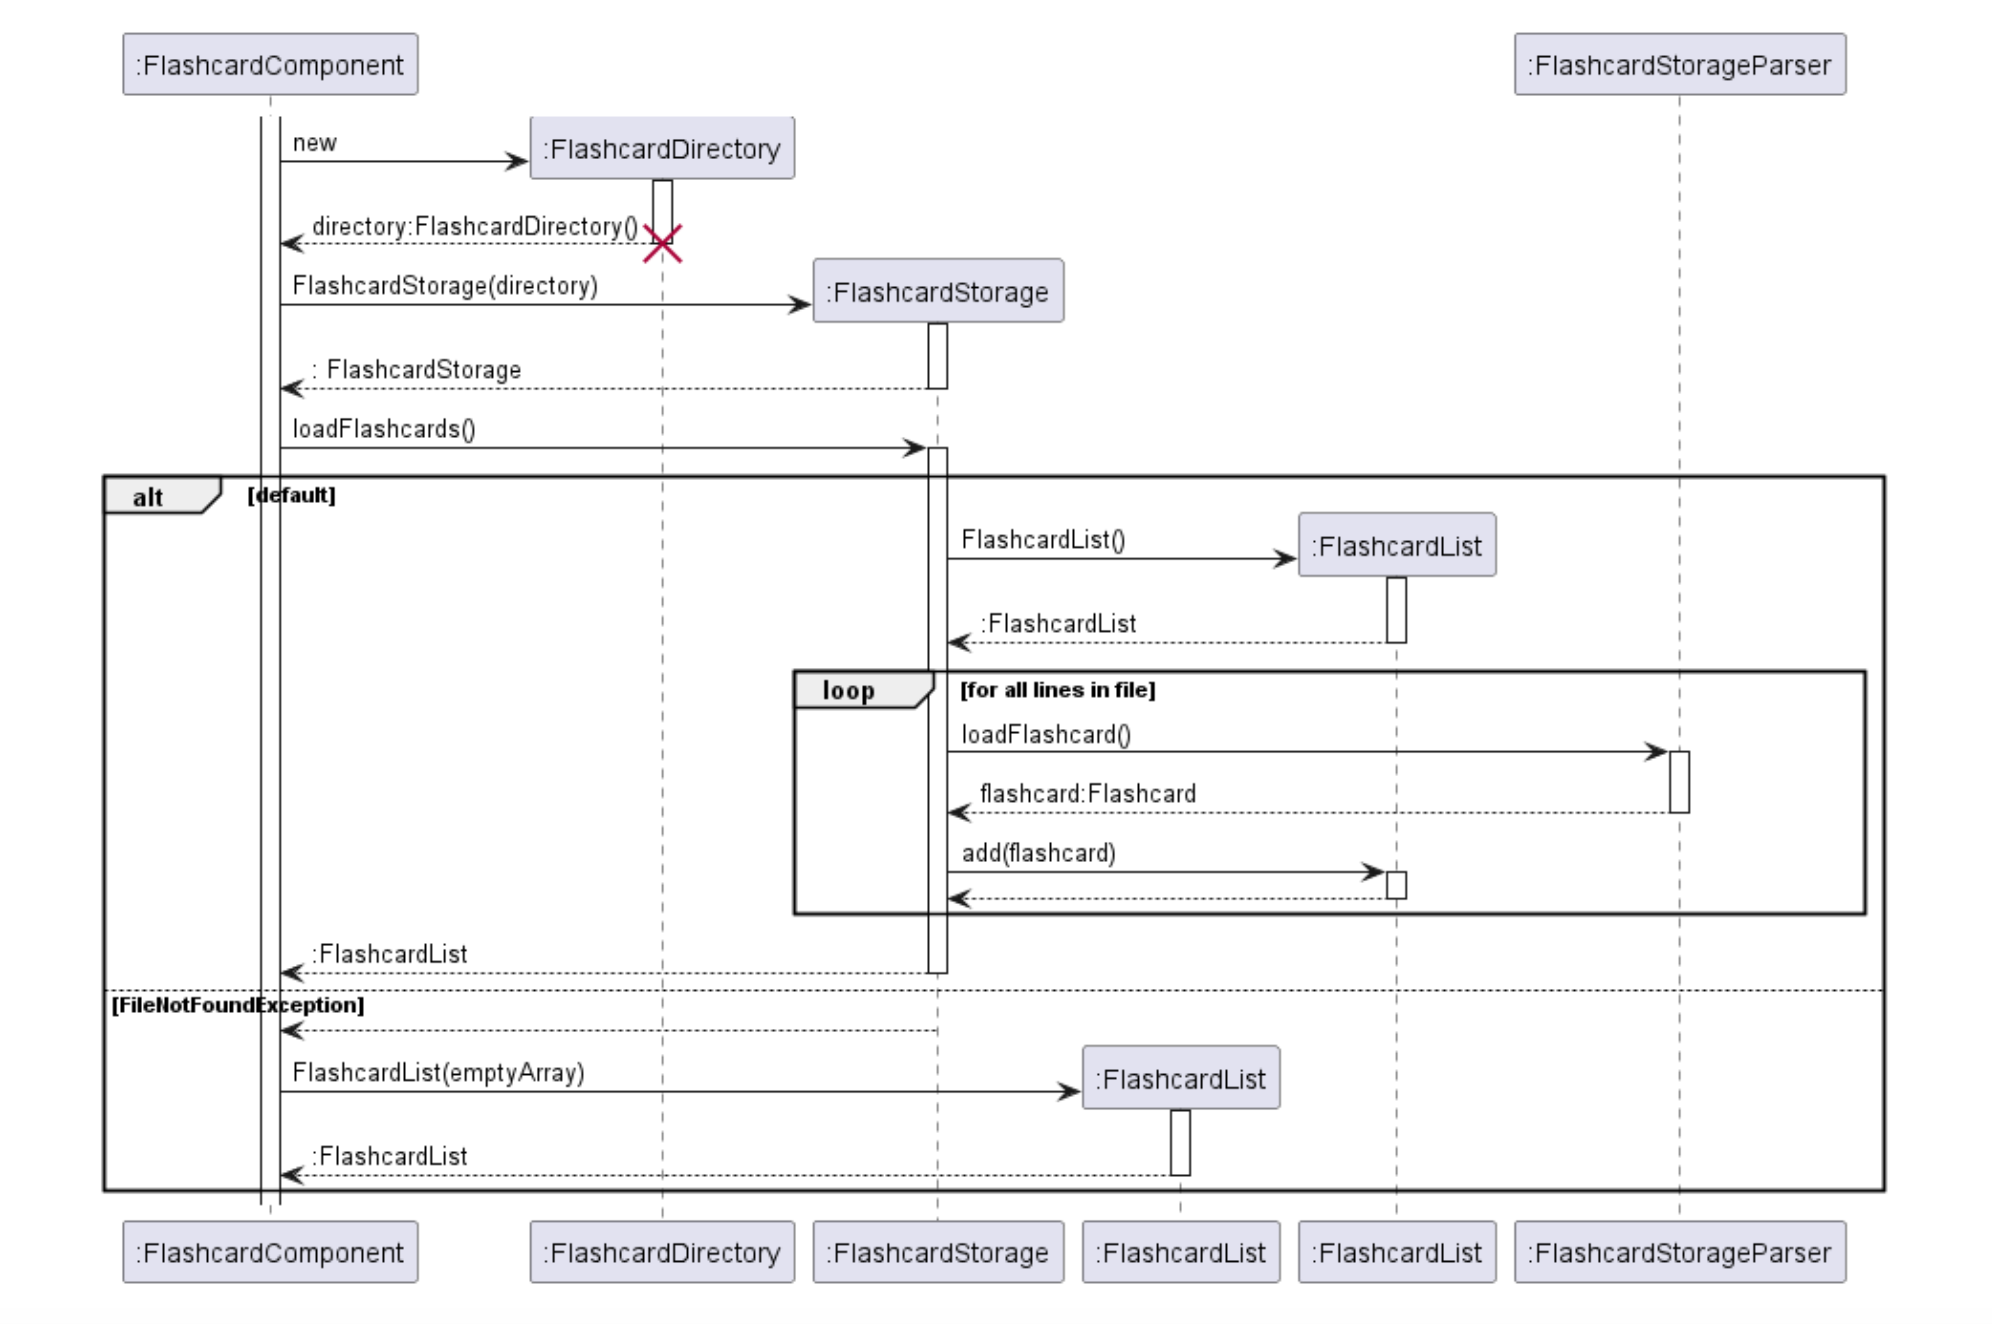 :FlashcardComponent
:FlashcardStorageParser
new
:FlashcardDirectory
directory:FlashcardDirectory()
FlashcardStorage(directory)
:FlashcardStorage
: FlashcardStorage
loadFlashcards()
alt
[default]
FlashcardList()
:FlashcardList
:FlashcardList
loop
[for all lines in file]
loadFlashcard()
flashcard:Flashcard
add(flashcard)
:FlashcardList
[FileNotFoundException]
FlashcardList(emptyArray)
:FlashcardList
:FlashcardList
:FlashcardComponent
:FlashcardDirectory
:FlashcardStorage
:FlashcardList
:FlashcardList
:FlashcardStorageParser